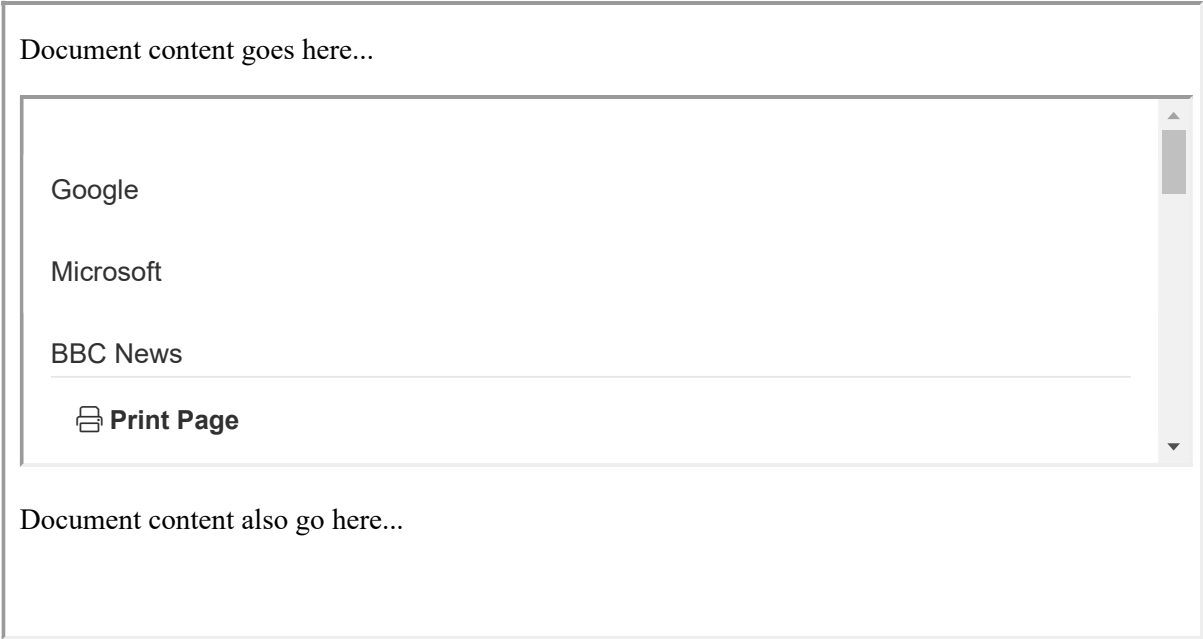 Document content goes here...
Google
Microsoft
BBC News
Print Page
Document content also go here...